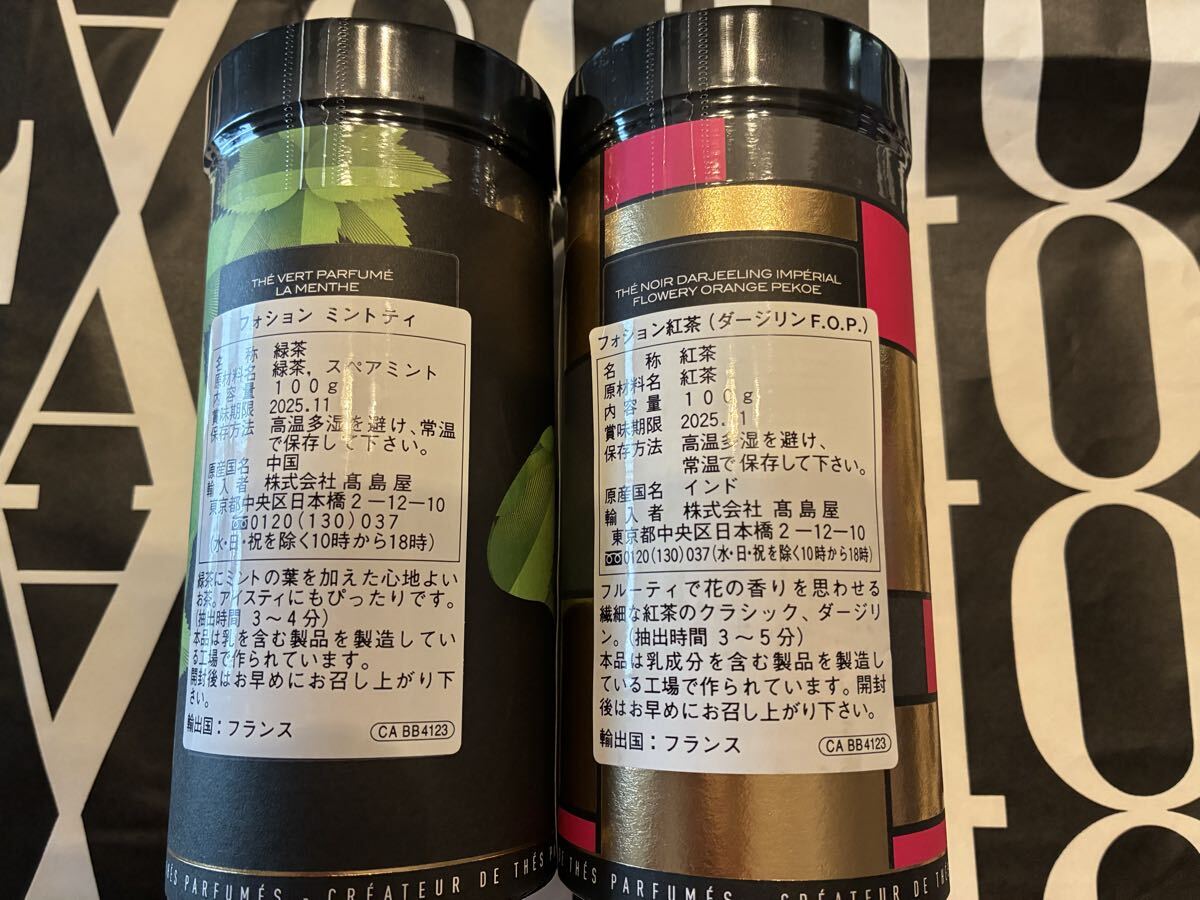 THÉ VERT PARFUMÉ
LA MENTHE
フォション ミントティ
名称 緑茶
原材料名 緑茶，スペアミント
内容量 100g
賞味期限 2025.11
保存方法 高温多湿を避け、常温
で保存して下さい。
原産国名 中国
輸入者 株式会社 髙島屋
東京都中央区日本橋2－12－10
0120(130)037
(水・日・祝を除く10時から18時)
緑茶にミントの葉を加えた心地よい
お茶。アイスティにもぴったりです。
(抽出時間 3～4分)
本品は乳を含む製品を製造してい
る工場で作られています。
開封後はお早めにお召し上がり下
さい。
輸出国：フランス
CA BB4123
THÉS PARFUMÉS - CRÉATEUR DE THÉS
THÉ NOIR DARJEELING IMPÉRIAL
FLOWERY ORANGE PEKOE
フォション紅茶(ダージリンF.O.P.)
名称 紅茶
原材料名 紅茶
内容量 100g
賞味期限 2025.11
保存方法 高温多湿を避け、
常温で保存して下さい。
原産国名 インド
輸入者 株式会社 髙島屋
東京都中央区日本橋2－12－10
0120(130)037(水・日・祝を除く10時から18時)
フルーティで花の香りを思わせる
繊細な紅茶のクラシック、ダージリ
ン。(抽出時間 3～5分)
本品は乳成分を含む製品を製造し
ている工場で作られています。開封
後はお早めにお召し上がり下さい。
輸出国：フランス
CA BB4123
DE THÉS PARFUMÉS - CRÉATEUR DE THÉ